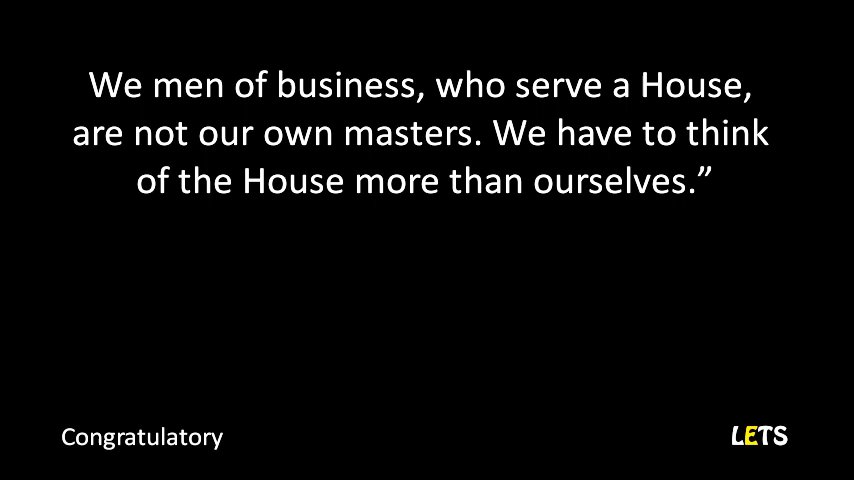 We men of business, who serve a House,
are not our own masters. We have to think
of the House more than ourselves.”
Congratulatory
LETS